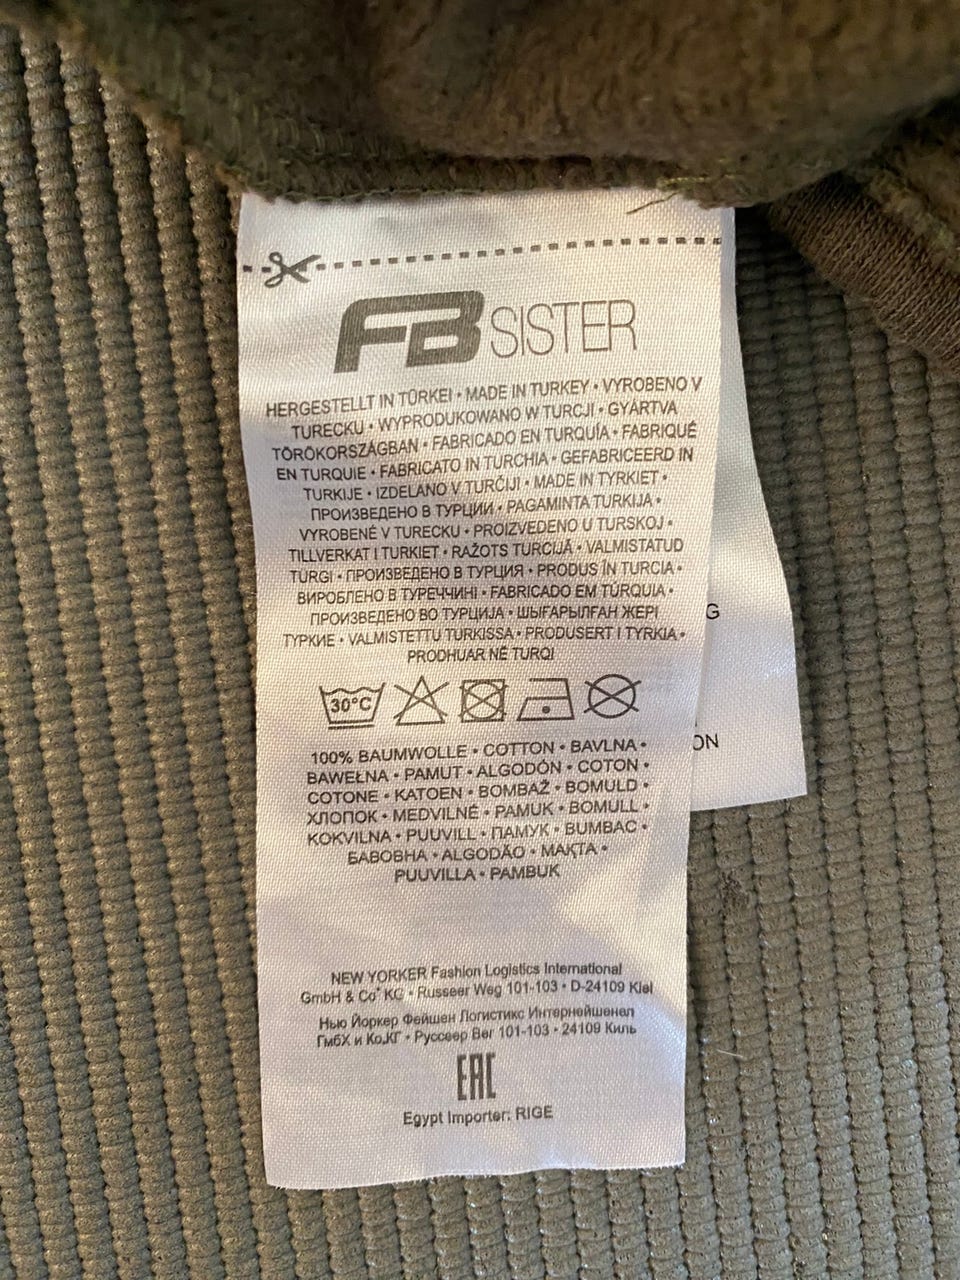 FB SISTER
HERGESTELLT IN TÜRKEI • MADE IN TURKEY • VYROBENO V
TURECKU • WYPRODUKOWANO W TURCJI • GYÁRTVA
TÖRÖKORSZÁGBAN • FABRICADO EN TURQUÍA • FABRIQUÉ
EN TURQUIE • FABRICATO IN TURCHIA • GEFABRICEERD IN
TURKIJE • IZDELANO V TURČIJI • MADE IN TYRKIET •
ПРОИЗВЕДЕНО В ТУРЦИИ • PAGAMINTA TURKIJA •
VYROBENÉ V TURECKU • PROIZVEDENO U TURSKOJ •
TILLVERKAT I TURKIET • RAŽOTS TURCIJĀ • VALMISTATUD
TÜRGI • ПРОИЗВЕДЕНО В ТУРЦИЯ • PRODUS ÎN TURCIA •
ВИРОБЛЕНО В ТУРЕЧЧИНІ • FABRICADO EM TURQUIA •
ПРОИЗВЕДЕНО ВО ТУРЦИЈА • ШЫҒАРЫЛҒАН ЖЕРІ
ТҮРКИЕ • VALMISTETTU TURKISSA • PRODUSERT I TYRKIA •
PRODHUAR NË TURQI
30°C
100% BAUMWOLLE • COTTON • BAVLNA •
BAWEŁNA • PAMUT • ALGODÓN • COTON •
COTONE • KATOEN • BOMBAŽ • BOMULD •
ХЛОПОК • MEDVILNĖ • PAMUK • BOMULL •
KOKVILNA • PUUVILL • ПАМУК • BUMBAC •
БАВОВНА • ALGODÃO • МАҚТА •
PUUVILLA • PAMBUK
NEW YORKER Fashion Logistics International
GmbH & Co• KG • Russeer Weg 101-103 • D-24109 Kiel
Нью Йоркер Фейшен Логистикс Интернейшенел
ГмбХ и Ко.КГ • Руссеер Вег 101-103 • 24109 Киль
EAC
Egypt Importer: RIGE
G
ON